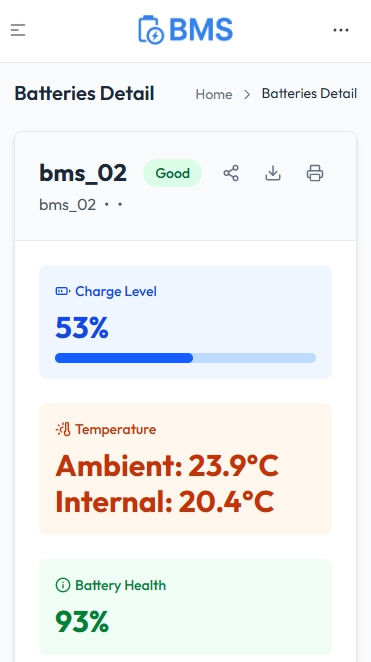 BMS
Batteries Detail
Home > Batteries Detail
bms_02 Good
bms_02 • •
Charge Level
53%
Temperature
Ambient: 23.9°C
Internal: 20.4°C
Battery Health
93%